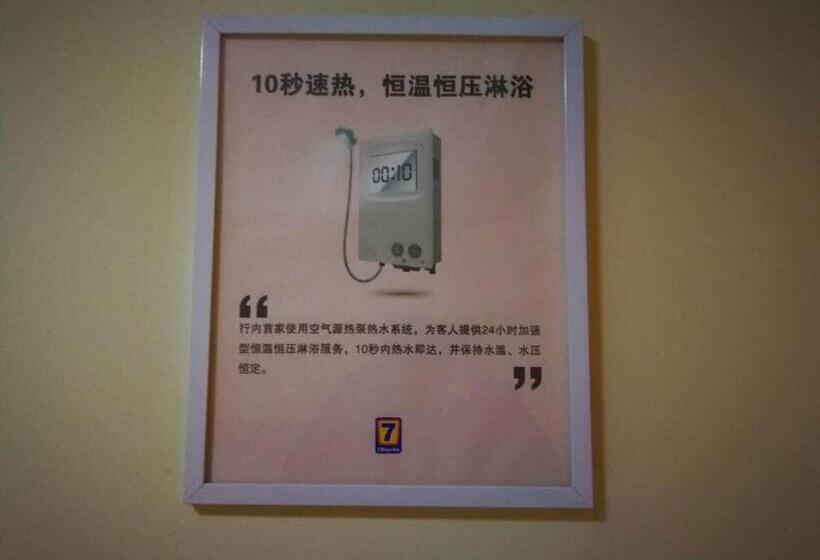 10秒速热，恒温恒压淋浴
00:10
“
行内首家使用空气源热泵热水系统，为客人提供24小时加强
型恒温恒压淋浴服务，10秒内热水即达，并保持水温、水压
恒定。
”
7